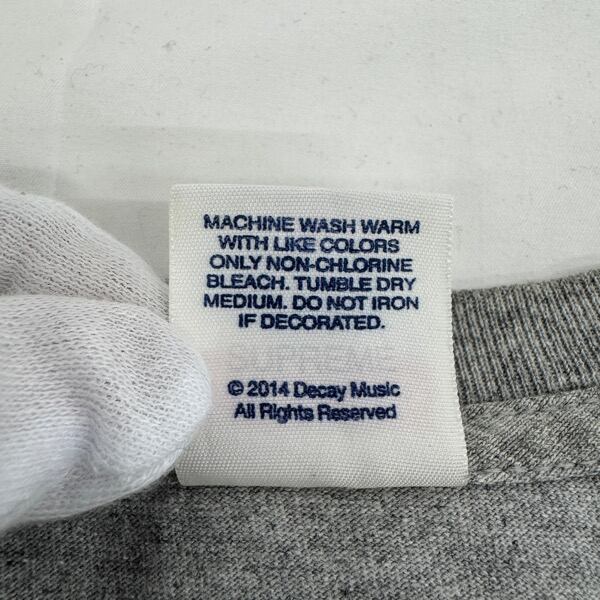 MACHINE WASH WARM
WITH LIKE COLORS
ONLY NON-CHLORINE
BLEACH. TUMBLE DRY
MEDIUM. DO NOT IRON
IF DECORATED.
© 2014 Decay Music
All Rights Reserved